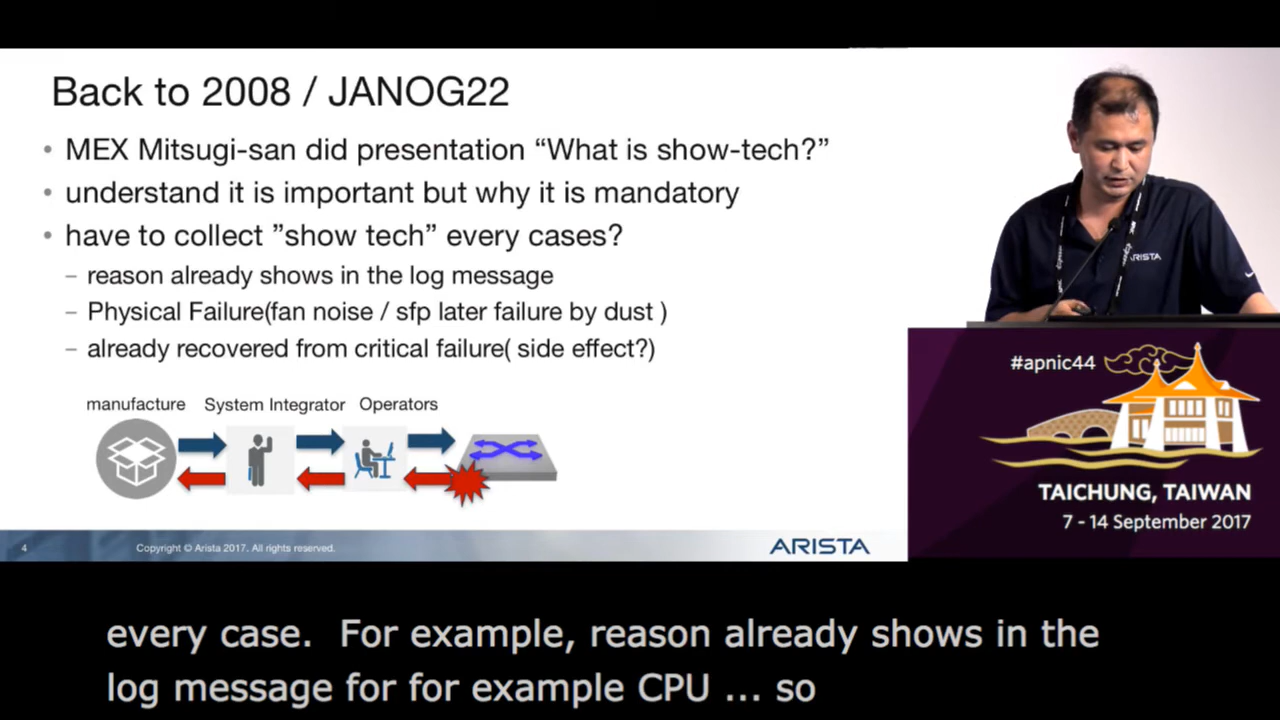 Back to 2008 / JANOG22
• MEX Mitsugi-san did presentation “What is show-tech?”
• understand it is important but why it is mandatory
• have to collect ”show tech” every cases?
– reason already shows in the log message
– Physical Failure(fan noise / sfp later failure by dust )
– already recovered from critical failure( side effect?)
manufacture System Integrator Operators
4 Copyright © Arista 2017. All rights reserved. ARISTA
ARISTA
#apnic44
TAICHUNG, TAIWAN
7 - 14 September 2017
every case. For example, reason already shows in the
log message for for example CPU ... so